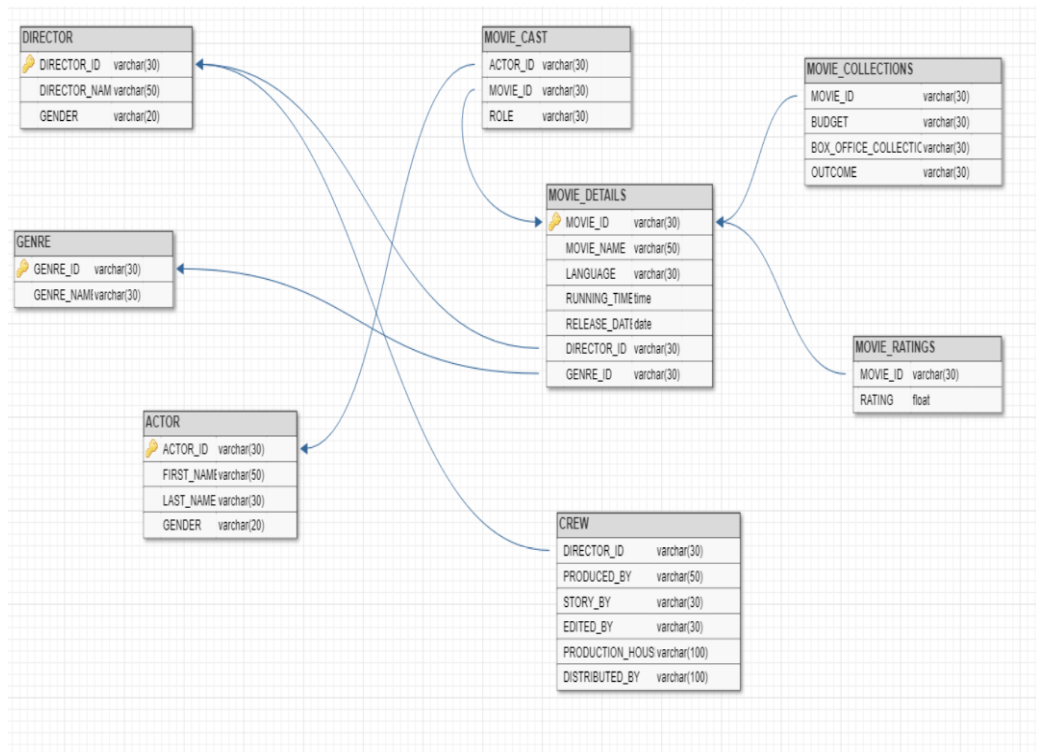 DIRECTOR
DIRECTOR_ID varchar(30)
DIRECTOR_NAM varchar(50)
GENDER varchar(20)
MOVIE_CAST
ACTOR_ID varchar(30)
MOVIE_ID varchar(30)
ROLE varchar(30)
MOVIE_COLLECTIONS
MOVIE_ID varchar(30)
BUDGET varchar(30)
BOX_OFFICE_COLLECTIC varchar(30)
OUTCOME varchar(30)
MOVIE_DETAILS
MOVIE_ID varchar(30)
MOVIE_NAME varchar(50)
LANGUAGE varchar(30)
RUNNING_TIME time
RELEASE_DATE date
DIRECTOR_ID varchar(30)
GENRE_ID varchar(30)
GENRE
GENRE_ID varchar(30)
GENRE_NAME varchar(30)
MOVIE_RATINGS
MOVIE_ID varchar(30)
RATING float
ACTOR
ACTOR_ID varchar(30)
FIRST_NAME varchar(50)
LAST_NAME varchar(30)
GENDER varchar(20)
CREW
DIRECTOR_ID varchar(30)
PRODUCED_BY varchar(50)
STORY_BY varchar(30)
EDITED_BY varchar(30)
PRODUCTION_HOUS varchar(100)
DISTRIBUTED_BY varchar(100)